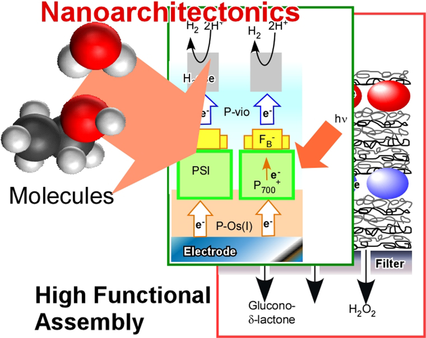 Nanoarchitectonics
H2 2H+ H2 2H+
H
se
P-vio
e-
e-
hν
FB-
PSI
e-
P700+
Molecules
e-
P-Os(I)
e-
Electrode
Filter
High Functional
Assembly
Glucono-
δ-lactone
H2O2